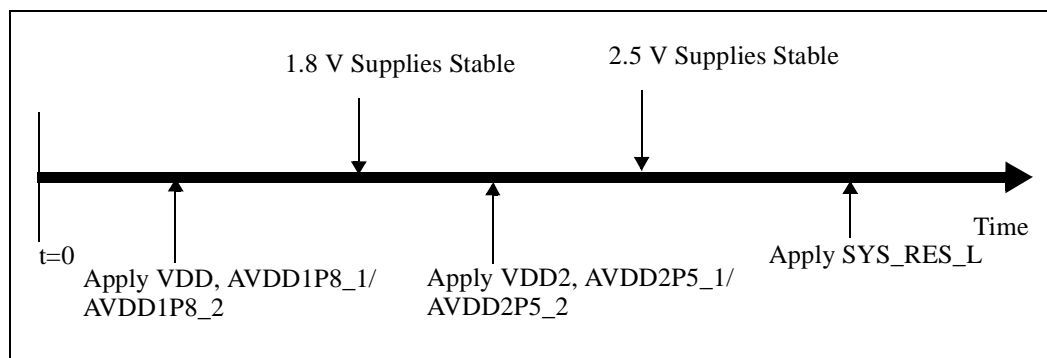 1.8 V Supplies Stable
2.5 V Supplies Stable
t=0
Time
Apply VDD, AVDD1P8_1/
AVDD1P8_2
Apply VDD2, AVDD2P5_1/
AVDD2P5_2
Apply SYS_RES_L